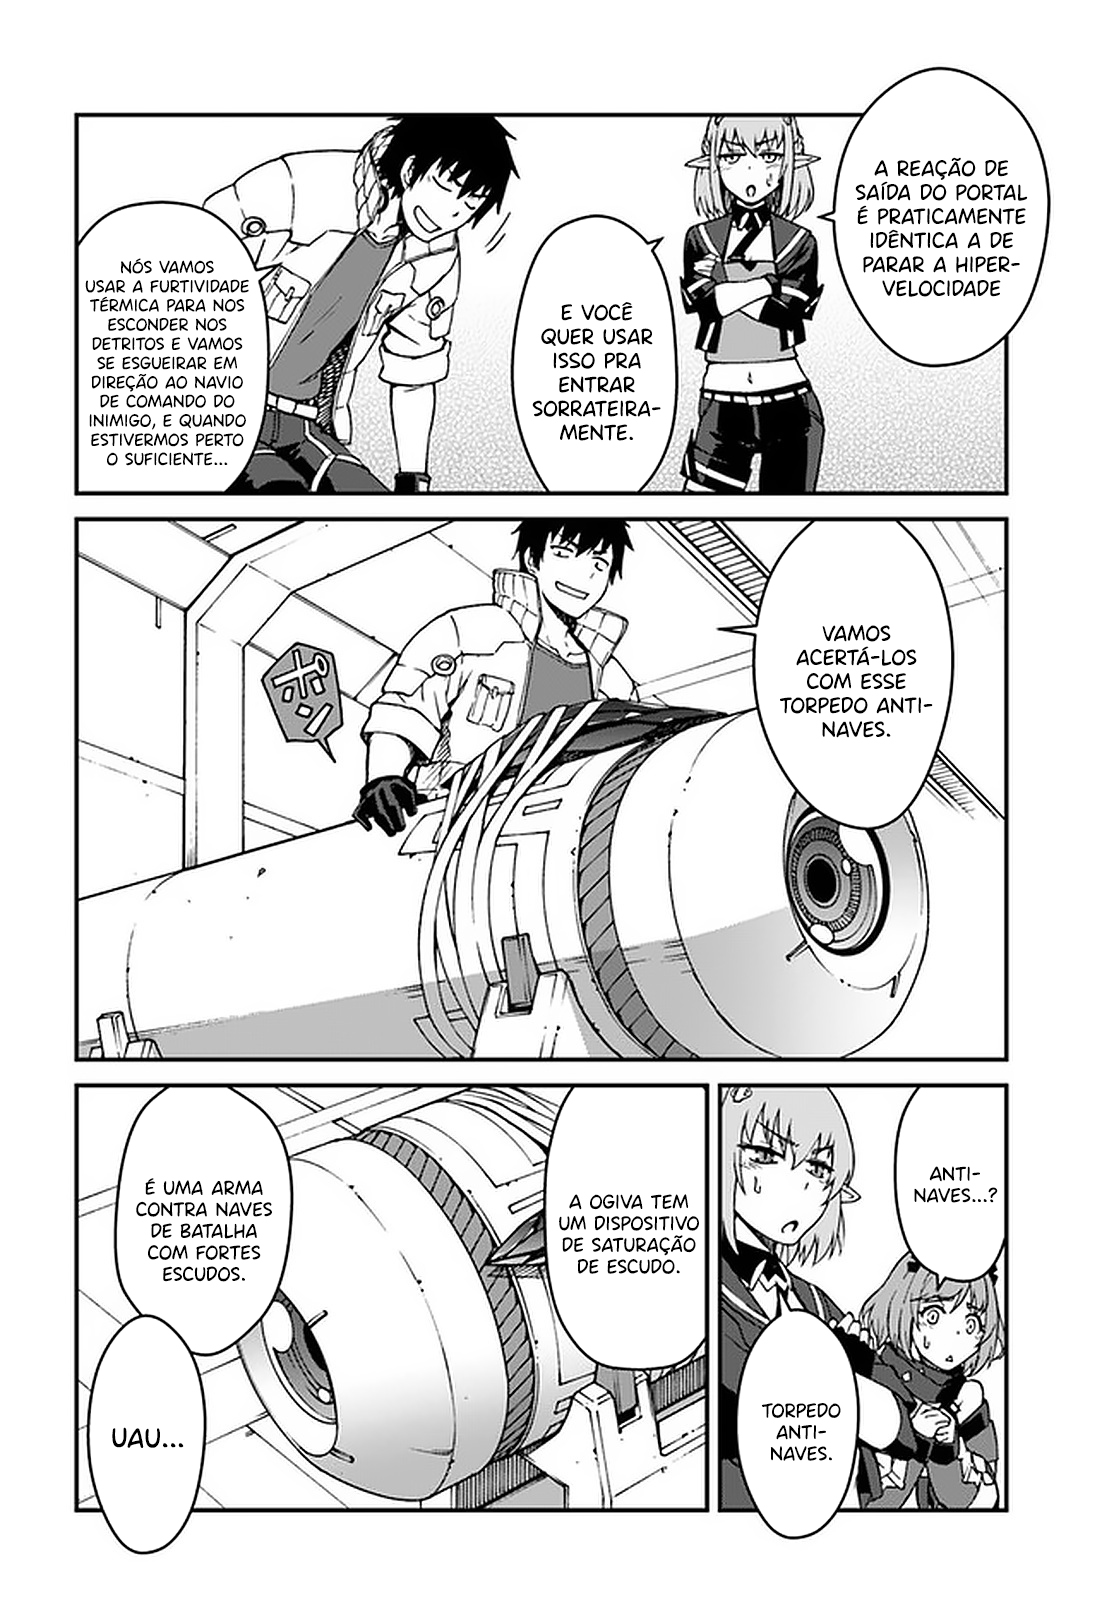 A REAÇÃO DE
SAÍDA DO PORTAL
É PRATICAMENTE
IDÊNTICA A DE
PARAR A HIPER-
VELOCIDADE
E VOCÊ
QUER USAR
ISSO PRA
ENTRAR
SORRATEIRA-
MENTE.
NÓS VAMOS
USAR A FURTIVIDADE
TÉRMICA PARA NOS
ESCONDER NOS
DETRITOS E VAMOS
SE ESGUEIRAR EM
DIREÇÃO AO NAVIO
DE COMANDO DO
INIMIGO, E QUANDO
ESTIVERMOS PERTO
O SUFICIENTE...
VAMOS
ACERTÁ-LOS
COM ESSE
TORPEDO ANTI-
NAVES.
ポン
ANTI-
NAVES...?
TORPEDO
ANTI-
NAVES.
A OGIVA TEM
UM DISPOSITIVO
DE SATURAÇÃO
DE ESCUDO.
É UMA ARMA
CONTRA NAVES
DE BATALHA
COM FORTES
ESCUDOS.
UAU...